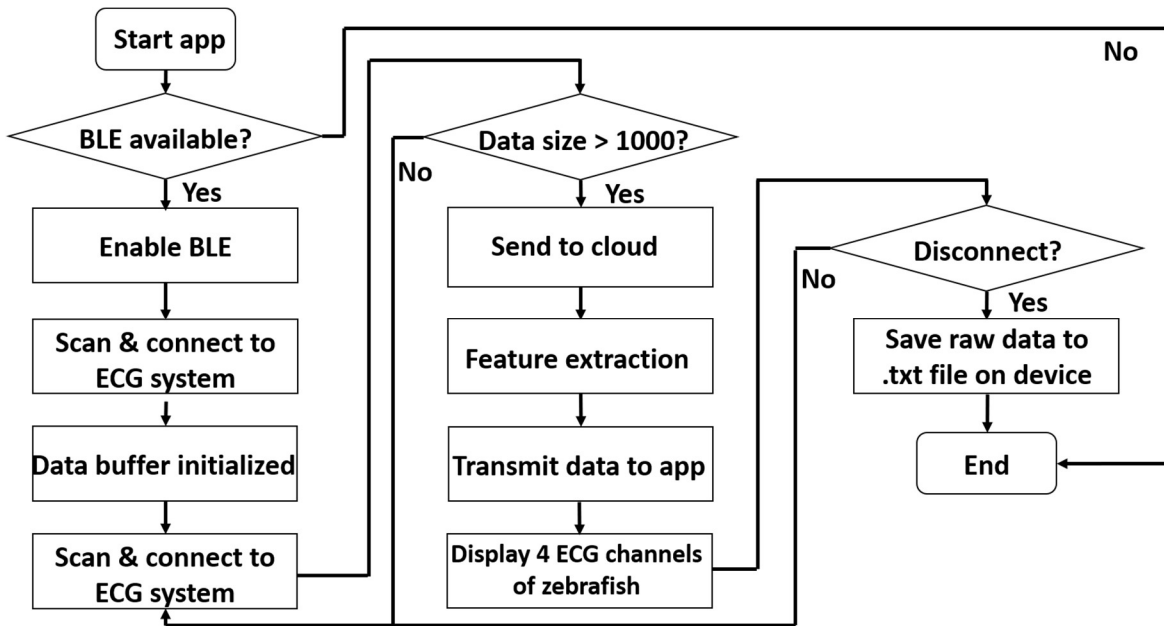 Start app
BLE available?
No
Yes
Enable BLE
Scan & connect to
ECG system
Data buffer initialized
Scan & connect to
ECG system
Data size > 1000?
No
Yes
Send to cloud
Feature extraction
Transmit data to app
Display 4 ECG channels
of zebrafish
Disconnect?
No
Yes
Save raw data to
.txt file on device
End